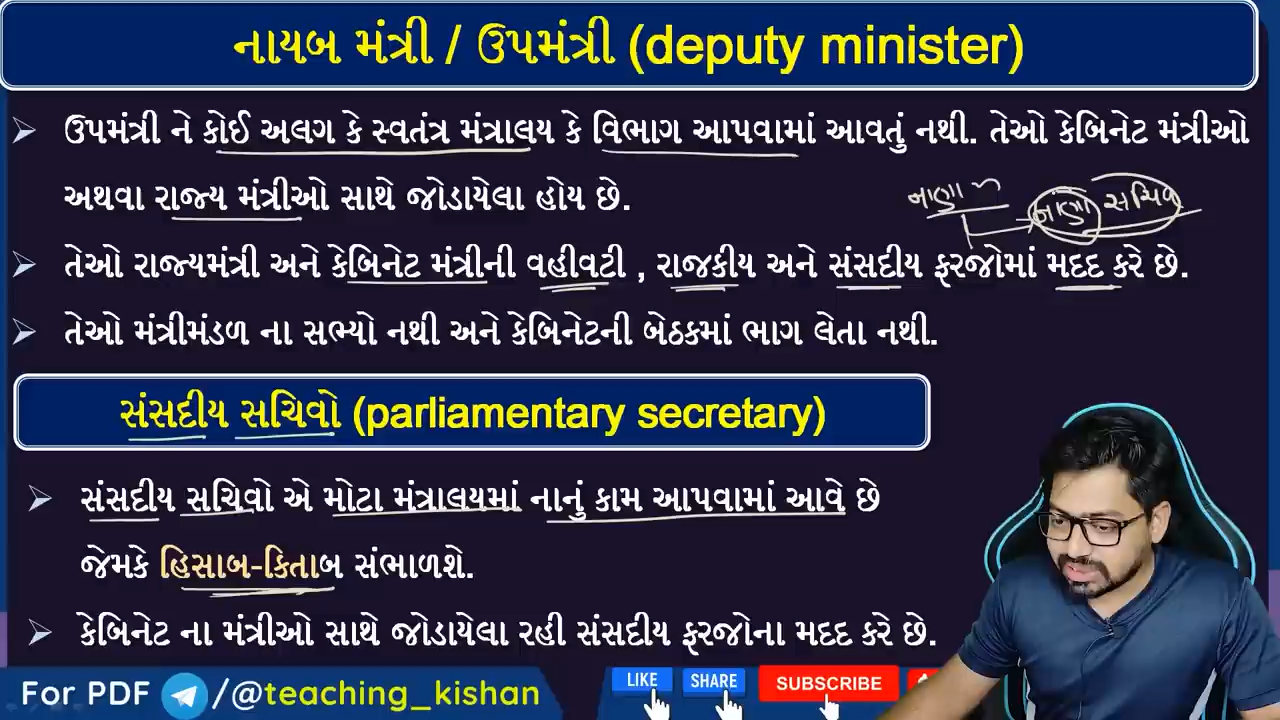 નાયબ મંત્રી / ઉપમંત્રી (deputy minister)
ઉપમંત્રી ને કોઈ અલગ કે સ્વતંત્ર મંત્રાલય કે વિભાગ આપવામાં આવતું નથી. તેઓ કેબિનેટ મંત્રીઓ
અથવા રાજ્ય મંત્રીઓ સાથે જોડાયેલા હોય છે.
નાણા
નાણા સચિવ
તેઓ રાજ્યમંત્રી અને કેબિનેટ મંત્રીની વહીવટી , રાજકીય અને સંસદીય ફરજોમાં મદદ કરે છે.
તેઓ મંત્રીમંડળ ના સભ્યો નથી અને કેબિનેટની બેઠકમાં ભાગ લેતા નથી.
સંસદીય સચિવો (parliamentary secretary)
સંસદીય સચિવો એ મોટા મંત્રાલયમાં નાનું કામ આપવામાં આવે છે
જેમકે હિસાબ-કિતાબ સંભાળશે.
કેબિનેટ ના મંત્રીઓ સાથે જોડાયેલા રહી સંસદીય ફરજોના મદદ કરે છે.
For PDF /@teaching_kishan
LIKE SHARE SUBSCRIBE